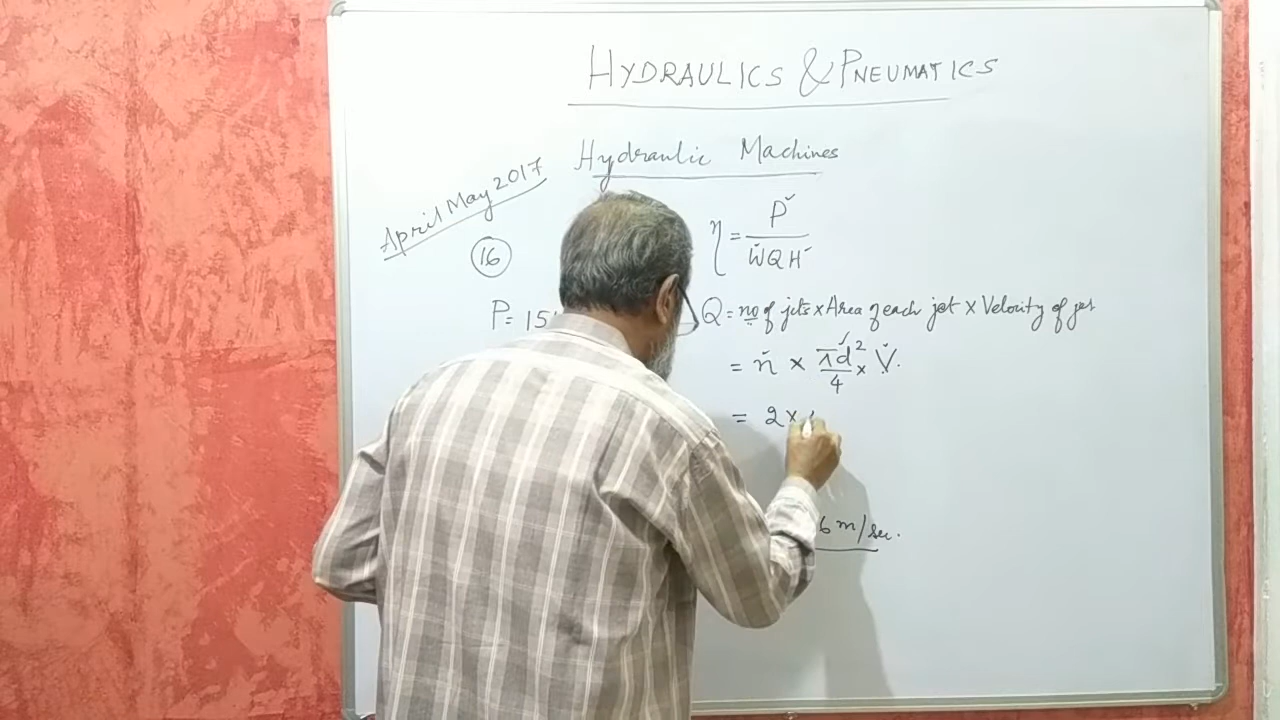 HYDRAULICS & PNEUMATICS
Hydraulic Machines
April May 2017
16
η = P / WQH
P = 15
Q = no of jets × Area of each jet × Velocity of jet
= n × πd² / 4 × V.
= 2 ×
6 m/sec.